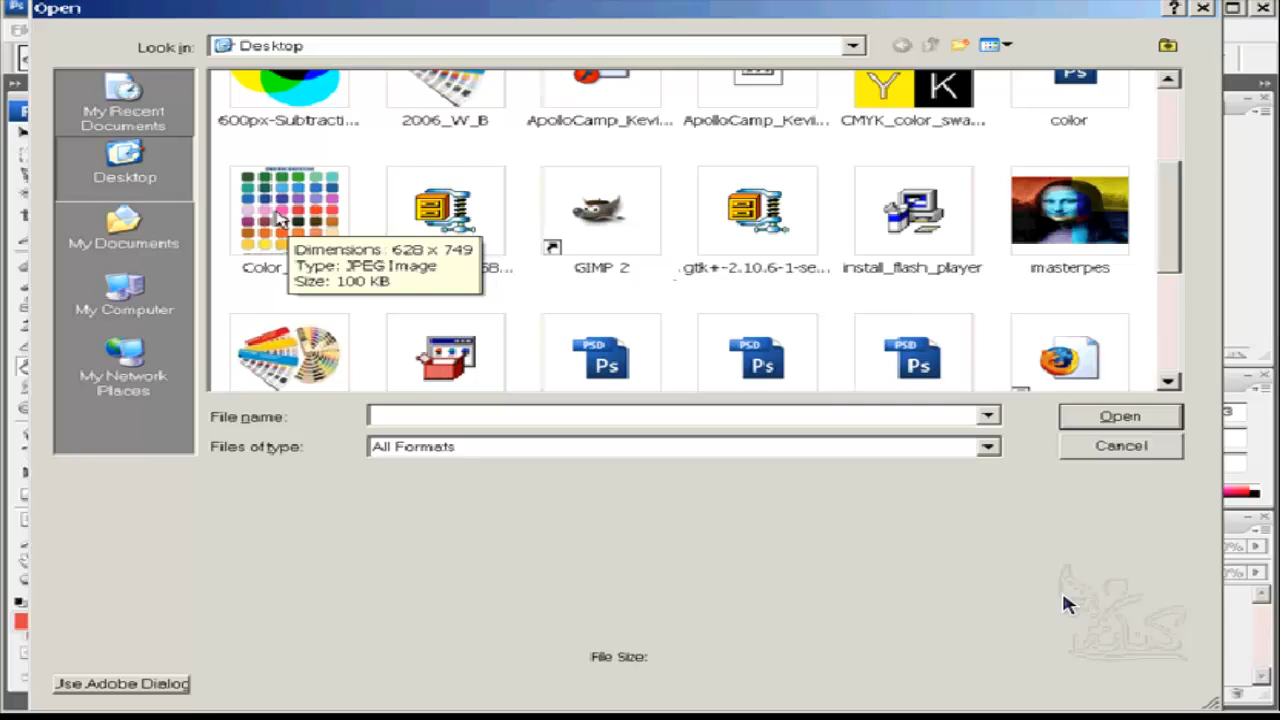 Open
Look in:
Desktop
My Recent
Documents
Desktop
My Documents
My Computer
My Network
Places
600px-Subtracti...
2006_W_B
ApolloCamp_Kevi...
ApolloCamp_Kevi...
CMYK_color_swa...
color
Y K
Ps
Color_
Dimensions: 628 x 749
Type: JPEG Image
Size: 100 KB
GIMP 2
gtk+-2.10.6-1-se...
install_flash_player
masterpes
PSD
Ps
PSD
Ps
PSD
Ps
File name:
Open
Files of type:
All Formats
Cancel
File Size:
Use Adobe Dialog